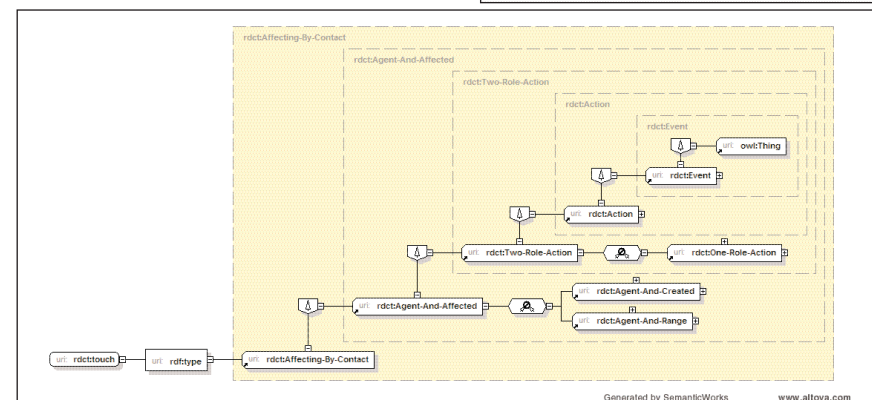 rdct:Affecting-By-Contact
rdct:Agent-And-Affected
rdct:Two-Role-Action
rdct:Action
rdct:Event
uri: owl:Thing
uri: rdct:Event
uri: rdct:Action
uri: rdct:Two-Role-Action
uri: rdct:One-Role-Action
uri: rdct:Agent-And-Created
uri: rdct:Agent-And-Affected
uri: rdct:Agent-And-Range
uri: rdct:touch
uri: rdf:type
uri: rdct:Affecting-By-Contact
Generated by SemanticWorks www.altova.com